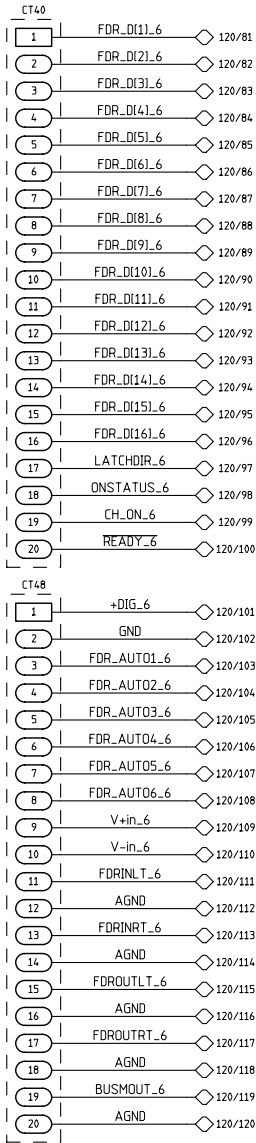 CT40
1 FDR_D[1]_6 120/81
2 FDR_D[2]_6 120/82
3 FDR_D[3]_6 120/83
4 FDR_D[4]_6 120/84
5 FDR_D[5]_6 120/85
6 FDR_D[6]_6 120/86
7 FDR_D[7]_6 120/87
8 FDR_D[8]_6 120/88
9 FDR_D[9]_6 120/89
10 FDR_D[10]_6 120/90
11 FDR_D[11]_6 120/91
12 FDR_D[12]_6 120/92
13 FDR_D[13]_6 120/93
14 FDR_D[14]_6 120/94
15 FDR_D[15]_6 120/95
16 FDR_D[16]_6 120/96
17 LATCHDIR_6 120/97
18 ONSTATUS_6 120/98
19 CH_ON_6 120/99
20 READY_6 120/100
CT48
1 +DIG_6 120/101
2 GND 120/102
3 FDR_AUTO1_6 120/103
4 FDR_AUTO2_6 120/104
5 FDR_AUTO3_6 120/105
6 FDR_AUTO4_6 120/106
7 FDR_AUTO5_6 120/107
8 FDR_AUTO6_6 120/108
9 V+in_6 120/109
10 V-in_6 120/110
11 FDRINLT_6 120/111
12 AGND 120/112
13 FDRINRT_6 120/113
14 AGND 120/114
15 FDROUTLT_6 120/115
16 AGND 120/116
17 FDROUTRT_6 120/117
18 AGND 120/118
19 BUSMOUT_6 120/119
20 AGND 120/120